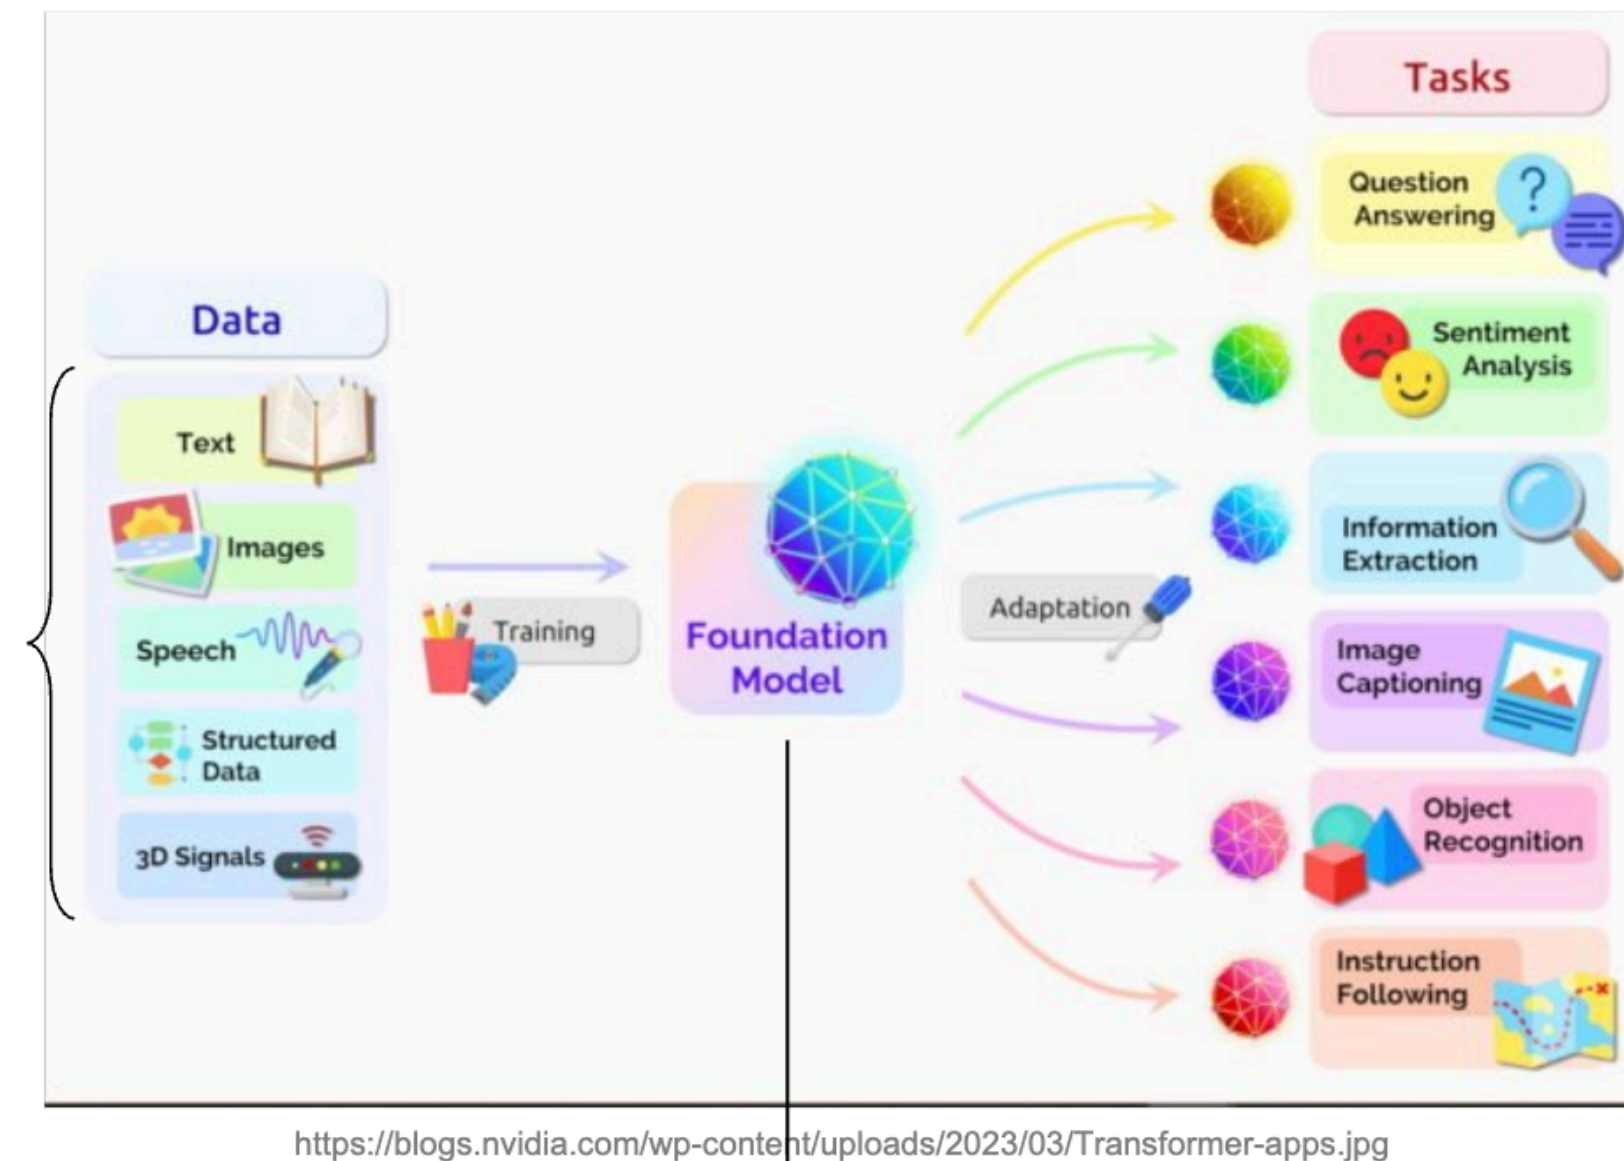 Data
Text
Images
Speech
Structured
Data
3D Signals
Training
Foundation
Model
Adaptation
Tasks
Question
Answering
?
Sentiment
Analysis
Information
Extraction
Image
Captioning
Object
Recognition
Instruction
Following
https://blogs.nvidia.com/wp-content/uploads/2023/03/Transformer-apps.jpg